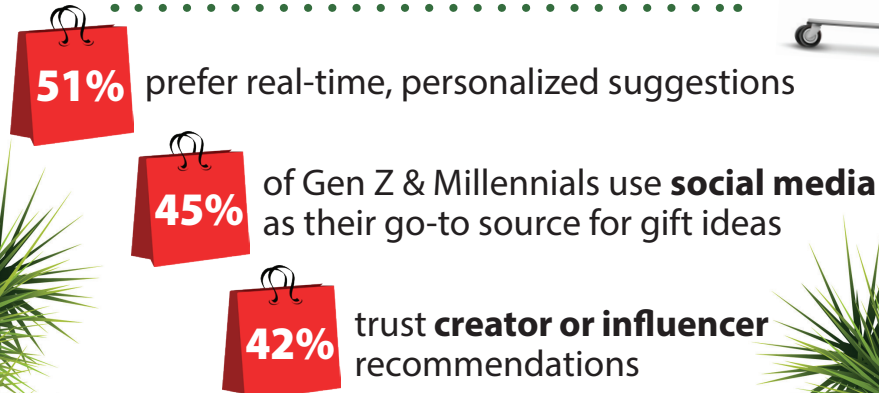 51% prefer real-time, personalized suggestions
45% of Gen Z & Millennials use social media
as their go-to source for gift ideas
42% trust creator or influencer
recommendations